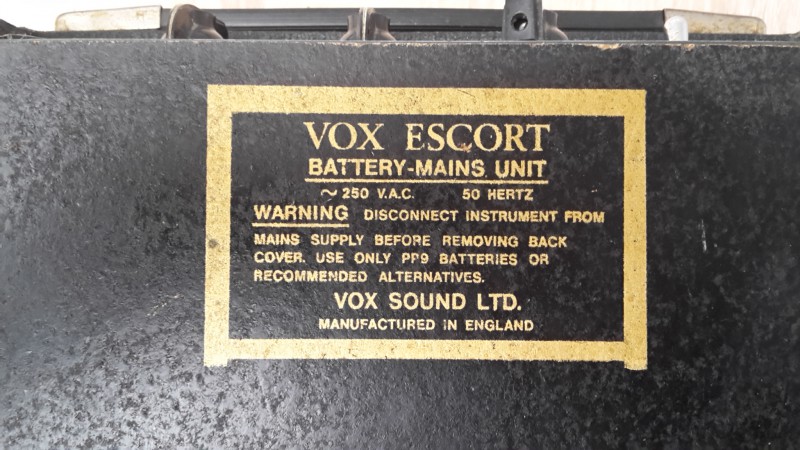 VOX ESCORT
BATTERY-MAINS UNIT
~ 250 V.A.C. 50 HERTZ
WARNING DISCONNECT INSTRUMENT FROM
MAINS SUPPLY BEFORE REMOVING BACK
COVER. USE ONLY PP9 BATTERIES OR
RECOMMENDED ALTERNATIVES.
VOX SOUND LTD.
MANUFACTURED IN ENGLAND